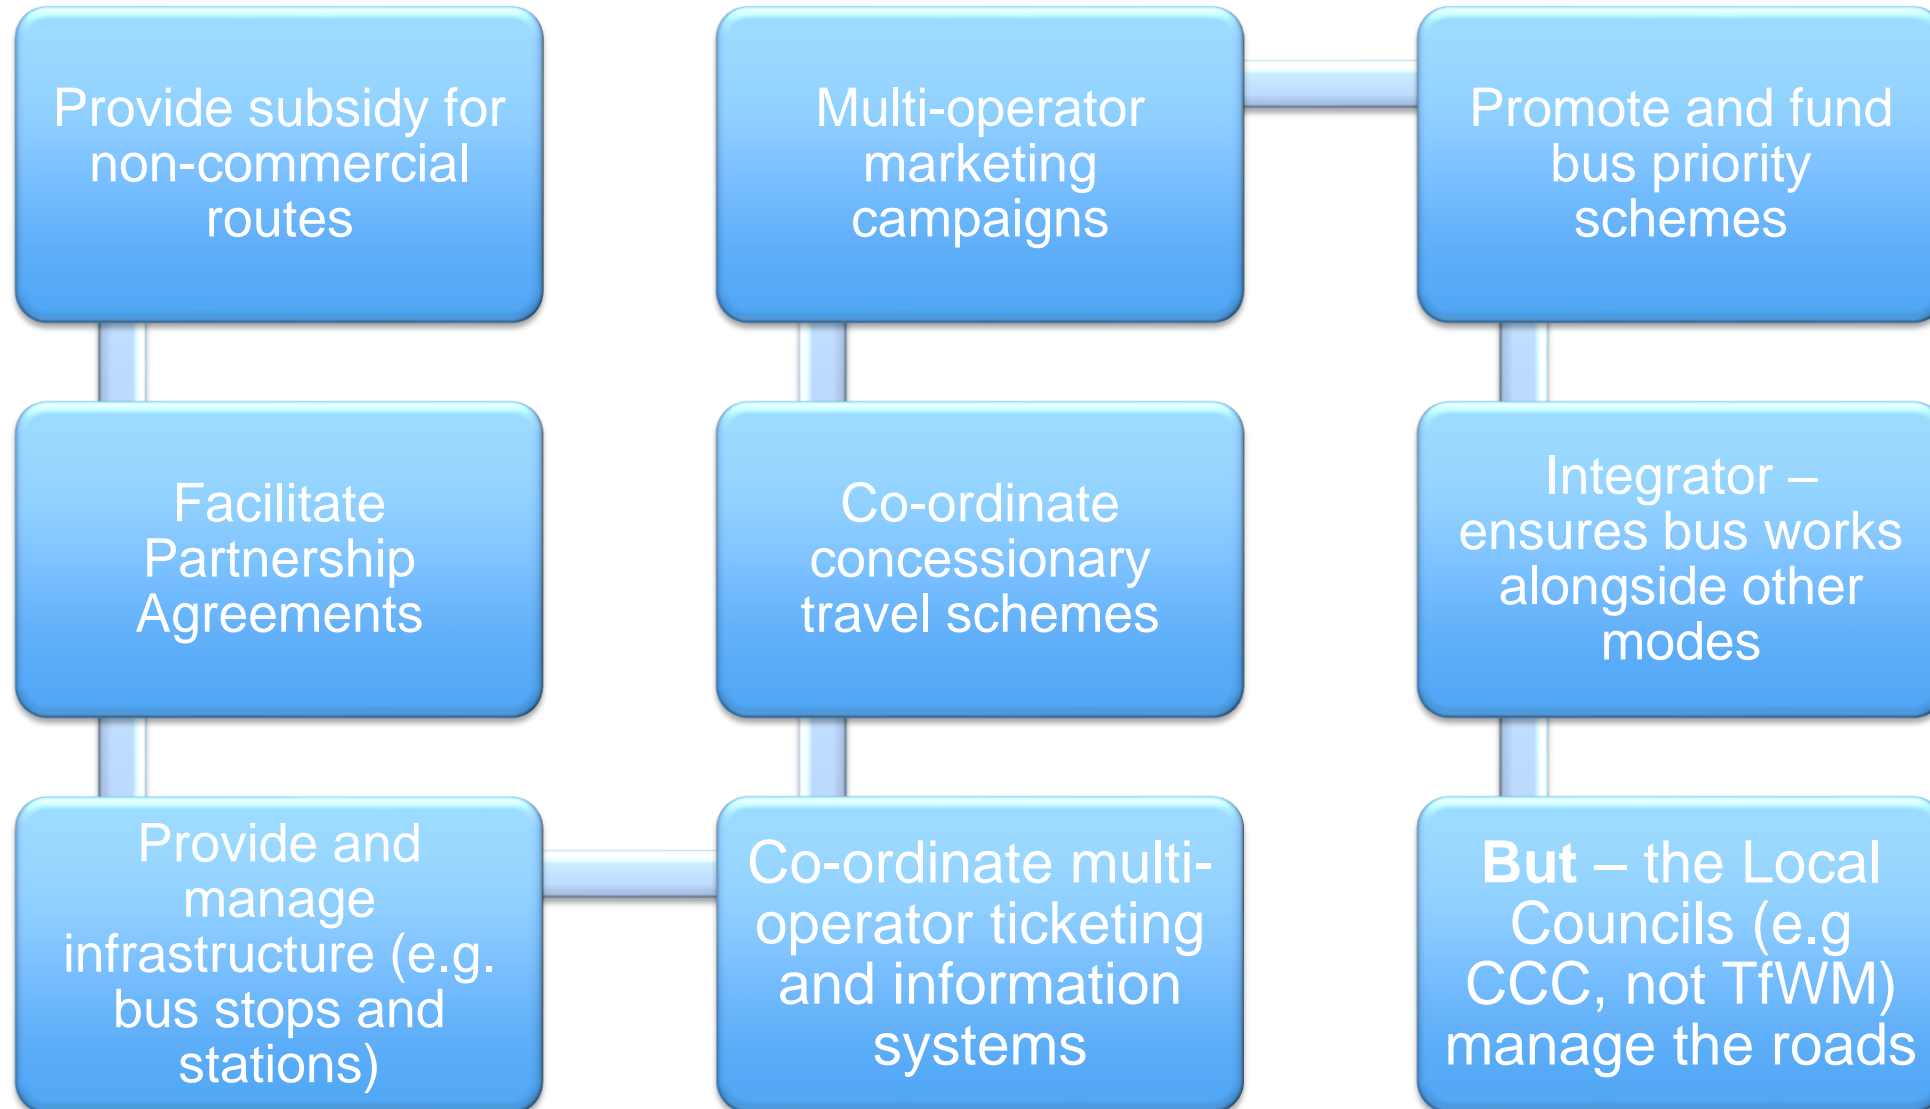 Provide subsidy for
non-commercial
routes
Facilitate
Partnership
Agreements
Provide and
manage
infrastructure (e.g.
bus stops and
stations)
Co-ordinate multi-
operator ticketing
and information
systems
Co-ordinate
concessionary
travel schemes
Multi-operator
marketing
campaigns
Promote and fund
bus priority
schemes
Integrator –
ensures bus works
alongside other
modes
But – the Local
Councils (e.g
CCC, not TfWM)
manage the roads